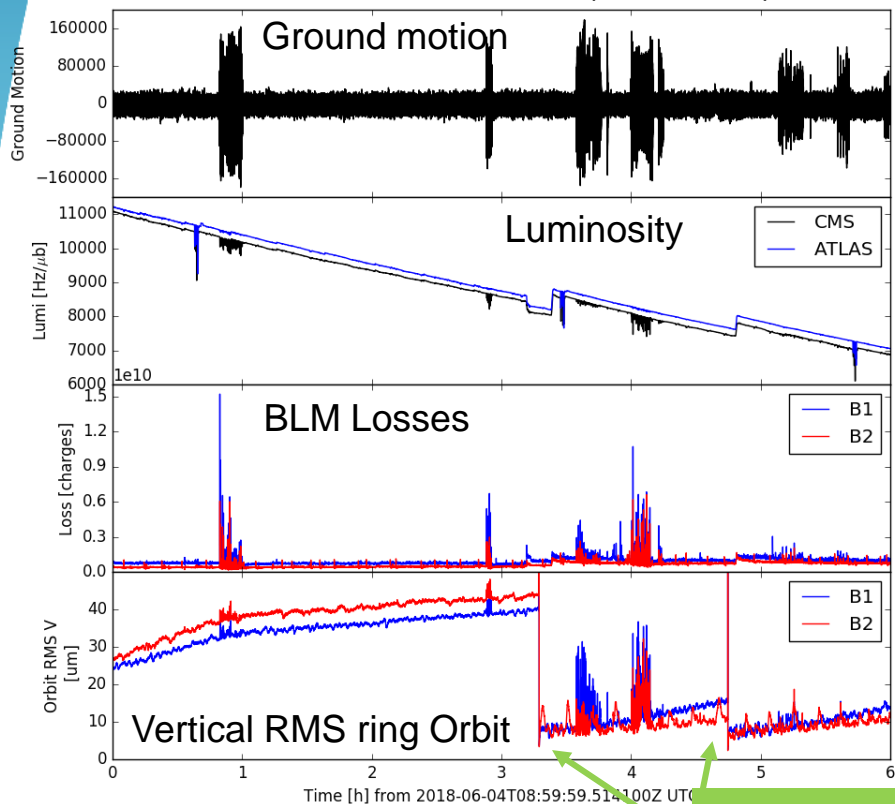 Ground motion
160000
80000
0
−80000
−160000
Ground Motion
Luminosity
CMS
ATLAS
11000
10000
9000
8000
7000
6000
Lumi [Hz/μb]
1e10
BLM Losses
B1
B2
1.5
1.2
0.9
0.6
0.3
0.0
Loss [charges]
B1
B2
40
30
20
10
0
Orbit RMS V
[um]
Vertical RMS ring Orbit
0 1 2 3 4 5 6
Time [h] from 2018-06-04T08:59:59.514100Z UTC